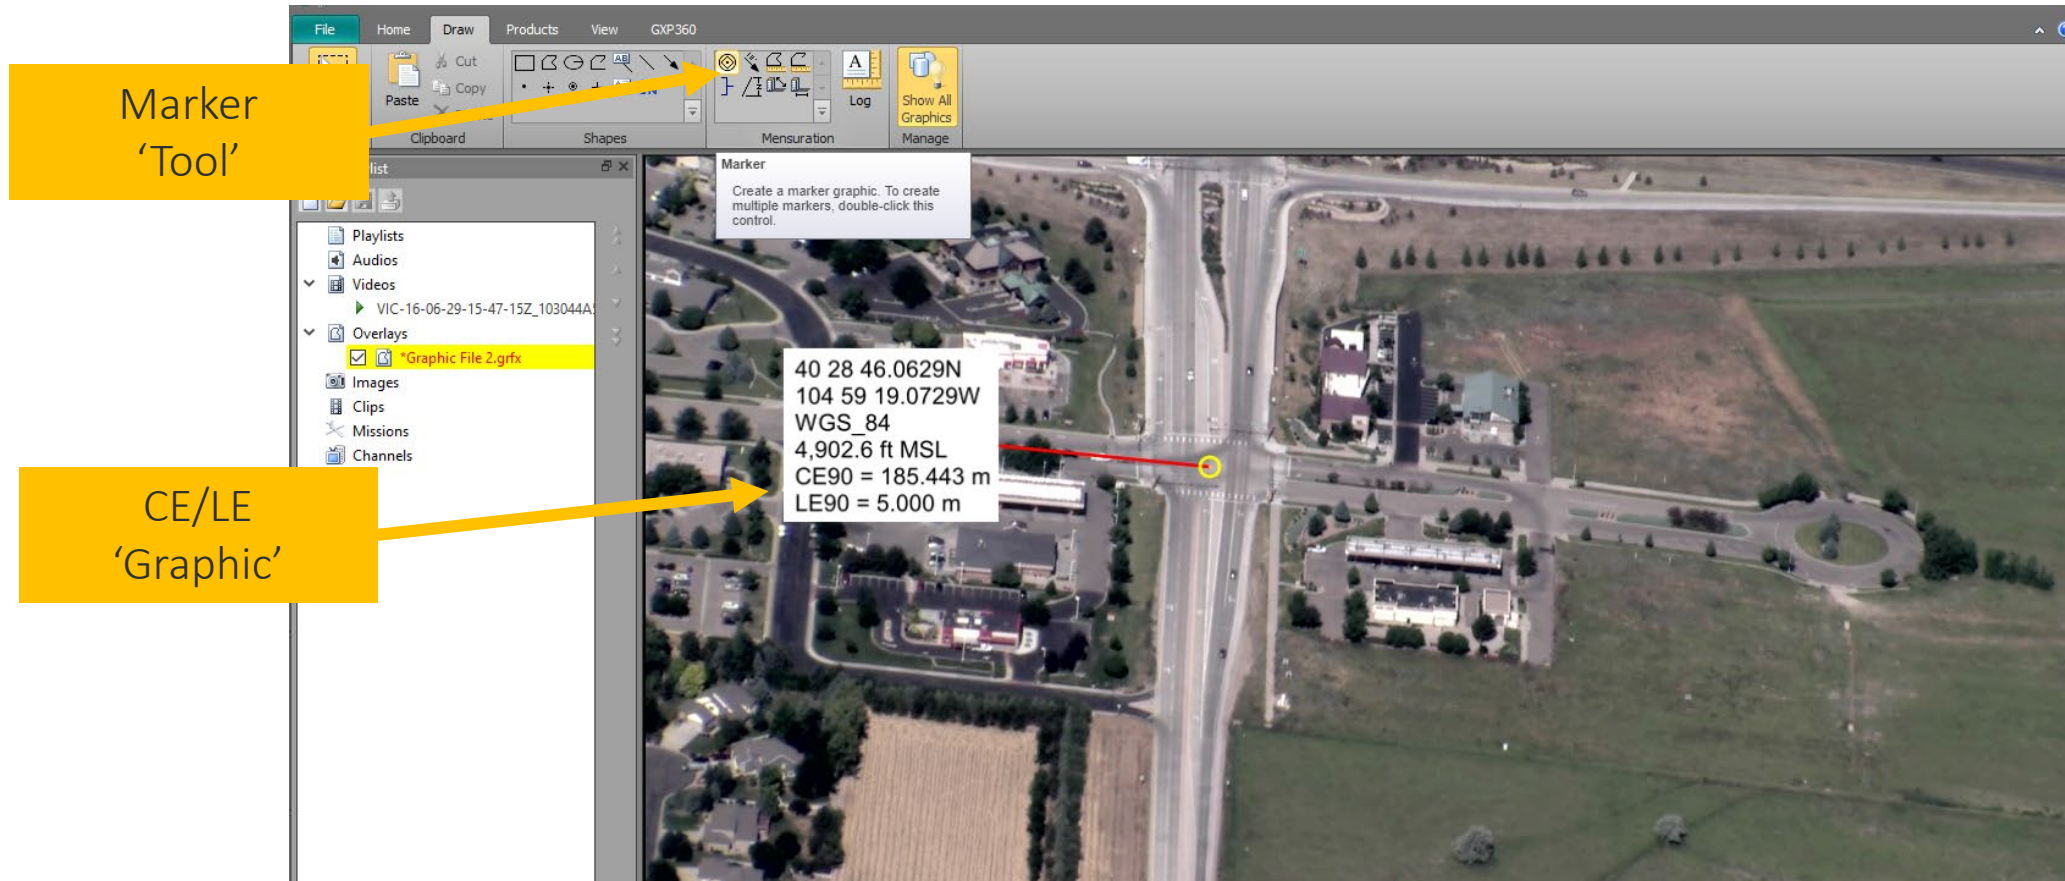 File Home Draw Products View GXP360
Cut
Copy
Paste
Log
Show All
Graphics
Clipboard Shapes Mensuration Manage
Marker
‘Tool’
Marker
Create a marker graphic. To create
multiple markers, double-click this
control.
Playlists
Audios
Videos
VIC-16-06-29-15-47-15Z_103044A
Overlays
*Graphic File 2.grfx
Images
Clips
Missions
Channels
40 28 46.0629N
104 59 19.0729W
WGS_84
4,902.6 ft MSL
CE90 = 185.443 m
LE90 = 5.000 m
CE/LE
‘Graphic’